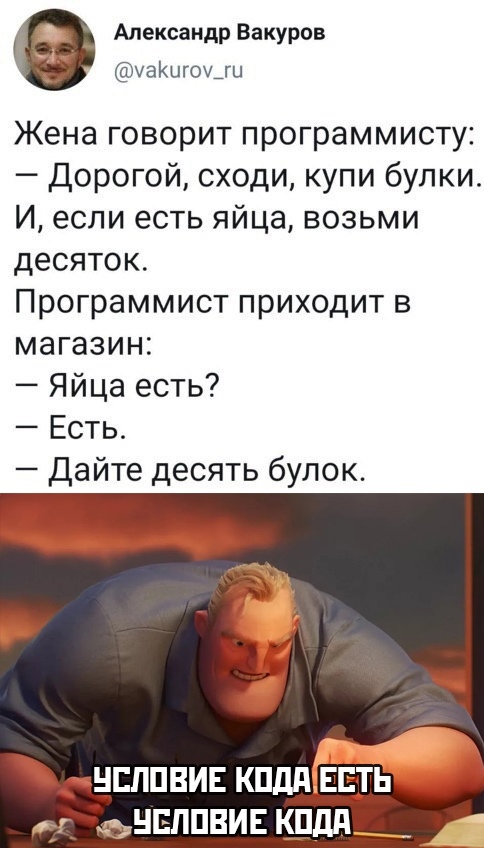 Александр Вакуров
@vakurov_ru
Жена говорит программисту:
— Дорогой, сходи, купи булки.
И, если есть яйца, возьми
десяток.
Программист приходит в
магазин:
— Яйца есть?
— Есть.
— Дайте десять булок.
УСЛОВИЕ КОДА ЕСТЬ
УСЛОВИЕ КОДА